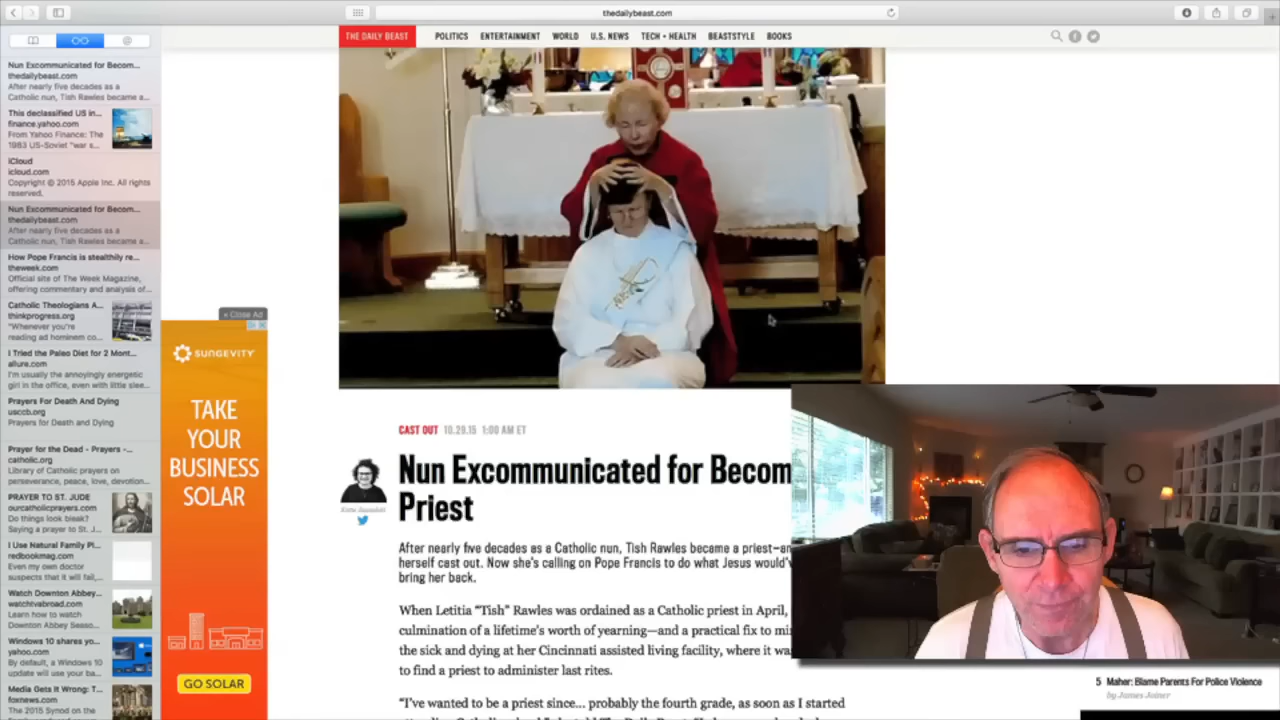 thedailybeast.com
THE DAILY BEAST
POLITICS ENTERTAINMENT WORLD U.S. NEWS TECH + HEALTH BEASTSTYLE BOOKS
Nun Excommunicated for Becom...
thedailybeast.com
After nearly five decades as a
Catholic nun, Tish Rawles became a...
This declassified US in...
finance.yahoo.com
From Yahoo Finance: The
1983 US-Soviet "war s...
iCloud
icloud.com
Copyright © 2015 Apple Inc. All rights
reserved.
Nun Excommunicated for Becom...
thedailybeast.com
After nearly five decades as a
Catholic nun, Tish Rawles became a...
How Pope Francis is stealthily re...
theweek.com
Official site of The Week Magazine,
offering commentary and analysis of...
Catholic Theologians A...
thinkprogress.org
"Whenever you're
reading ad hominem co...
I Tried the Paleo Diet for 2 Mont...
allure.com
I'm usually the annoyingly energetic
girl in the office, even with little slee...
Prayers For Death And Dying
usccb.org
Prayers for Death and Dying
Prayer for the Dead - Prayers -...
catholic.org
Library of Catholic prayers on
perseverance, peace, love, devotion...
PRAYER TO ST. JUDE
ourcatholicprayers.com
Do things look bleak?
Saying a prayer to St. J...
I Use Natural Family Pl...
redbookmag.com
Even my own doctor
suspects that it will fail,...
Watch Downton Abbey...
watchtvabroad.com
Learn how to watch
Downton Abbey Seaso...
Windows 10 shares yo...
yahoo.com
By default, a Windows 10
update will use your ba...
Media Gets It Wrong: T...
foxnews.com
The 2015 Synod on the
× Close Ad
SUNGEVITY
TAKE
YOUR
BUSINESS
SOLAR
GO SOLAR
CAST OUT 10.29.15 1:00 AM ET
Nun Excommunicated for Becom
Priest
After nearly five decades as a Catholic nun, Tish Rawles became a priest—an
herself cast out. Now she's calling on Pope Francis to do what Jesus would'v
bring her back.
When Letitia "Tish" Rawles was ordained as a Catholic priest in April,
culmination of a lifetime's worth of yearning—and a practical fix to mi
the sick and dying at her Cincinnati assisted living facility, where it wa
to find a priest to administer last rites.
"I've wanted to be a priest since... probably the fourth grade, as soon as I started
5 Maher: Blame Parents For Police Violence
by James Joiner